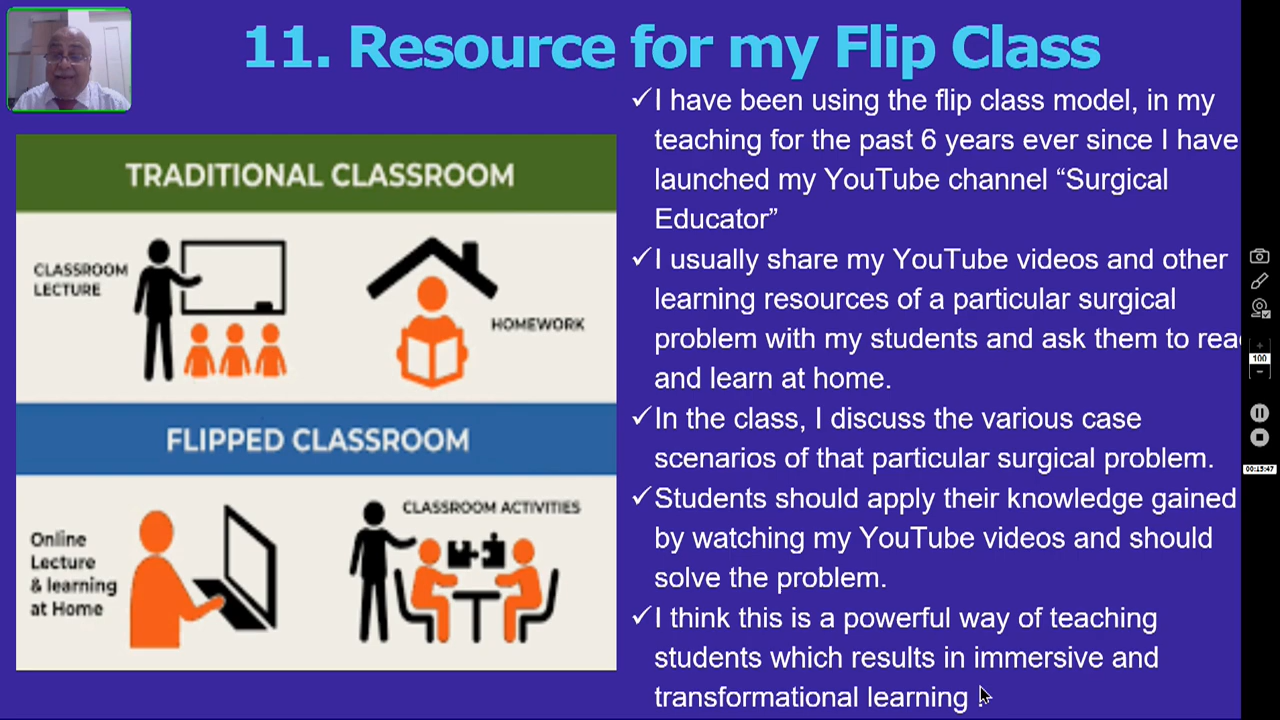 11. Resource for my Flip Class
TRADITIONAL CLASSROOM
CLASSROOM
LECTURE
HOMEWORK
FLIPPED CLASSROOM
Online
Lecture
& learning
at Home
CLASSROOM ACTIVITIES
✓I have been using the flip class model, in my
teaching for the past 6 years ever since I have
launched my YouTube channel “Surgical
Educator”
✓I usually share my YouTube videos and other
learning resources of a particular surgical
problem with my students and ask them to rea
and learn at home.
✓In the class, I discuss the various case
scenarios of that particular surgical problem.
✓Students should apply their knowledge gained
by watching my YouTube videos and should
solve the problem.
✓I think this is a powerful way of teaching
students which results in immersive and
transformational learning
100
00:15:47